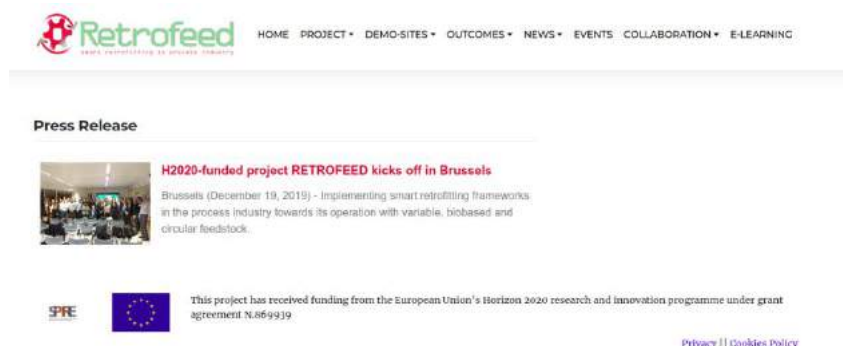 Retrofeed
smart retrofitting in process industry
HOME PROJECT DEMO-SITES OUTCOMES NEWS EVENTS COLLABORATION E-LEARNING
Press Release
H2020-funded project RETROFEED kicks off in Brussels
Brussels (December 19, 2019) - Implementing smart retrofitting frameworks
in the process industry towards its operation with variable, biobased and
circular feedstock.
SPIRE
This project has received funding from the European Union's Horizon 2020 research and innovation programme under grant
agreement N.869939
Privacy || Cookies Policy